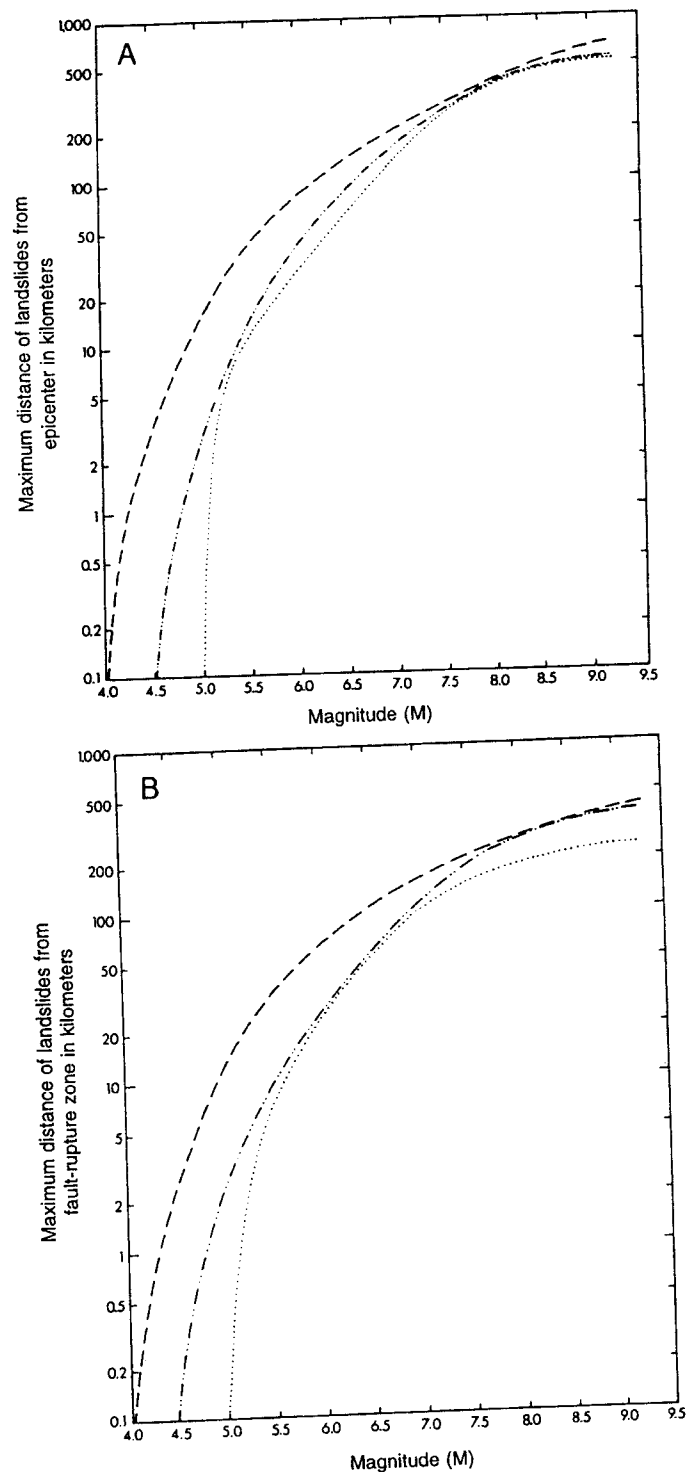 A
1,000
500
200
100
50
20
10
5
2
1
0.5
0.2
0.1
Maximum distance of landslides from
epicenter in kilometers
4.0 4.5 5.0 5.5 6.0 6.5 7.0 7.5 8.0 8.5 9.0 9.5
Magnitude (M)
B
1,000
500
200
100
50
20
10
5
2
1
0.5
0.2
0.1
Maximum distance of landslides from
fault-rupture zone in kilometers
4.0 4.5 5.0 5.5 6.0 6.5 7.0 7.5 8.0 8.5 9.0 9.5
Magnitude (M)